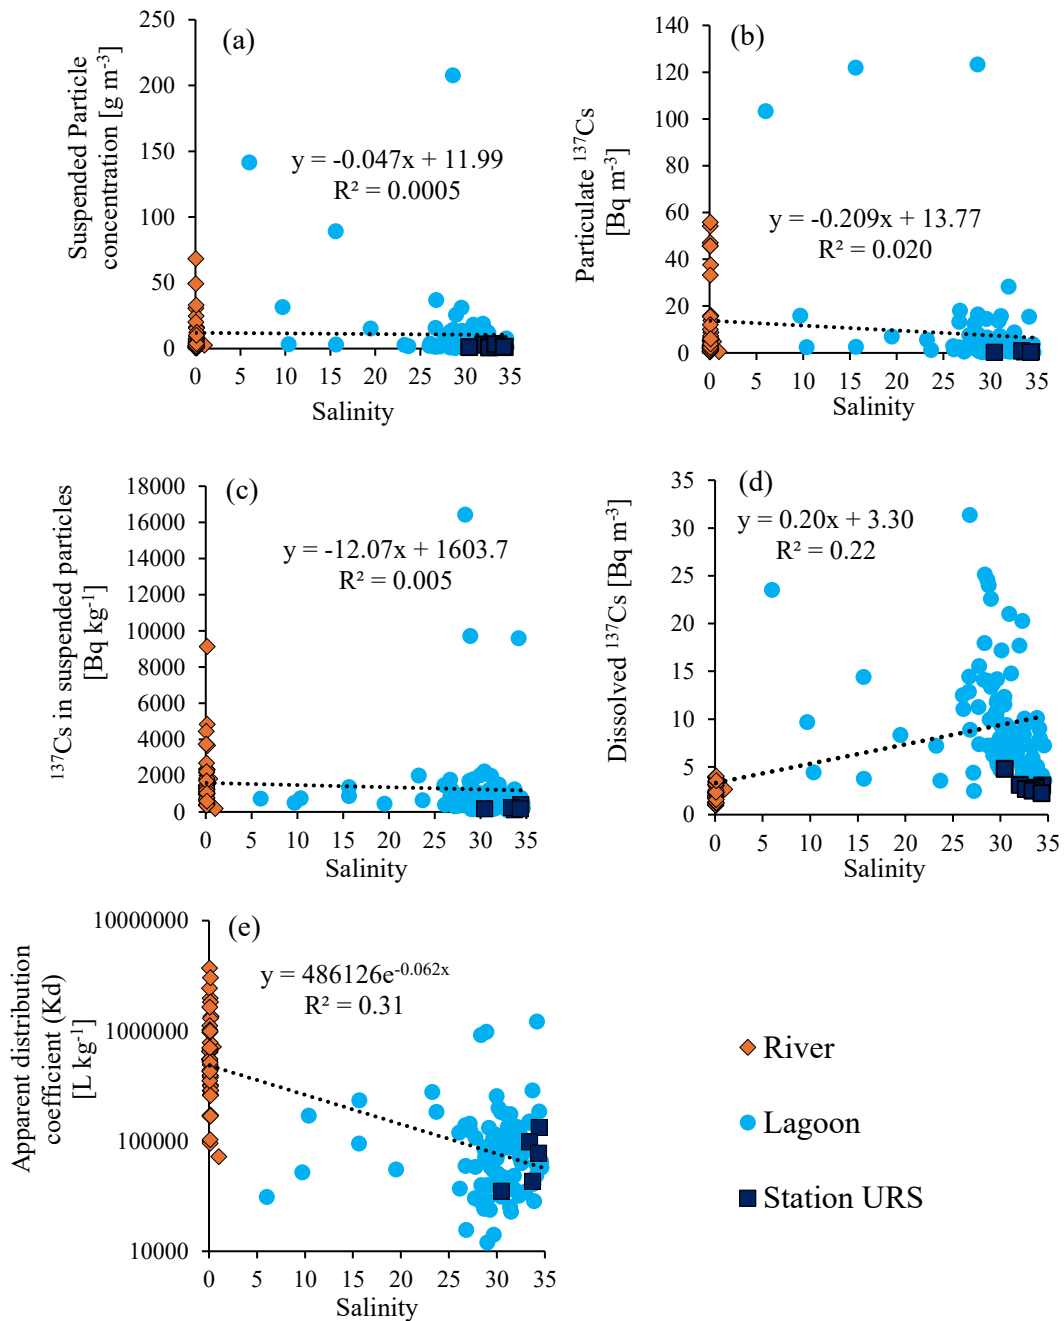 (a)
Suspended Particle
concentration [g m⁻³]
250
200
150
100
50
0
y = -0.047x + 11.99
R² = 0.0005
0 5 10 15 20 25 30 35
Salinity
(b)
Particulate ¹³⁷Cs
[Bq m⁻³]
140
120
100
80
60
40
20
0
y = -0.209x + 13.77
R² = 0.020
0 5 10 15 20 25 30 35
Salinity
(c)
¹³⁷Cs in suspended particles
[Bq kg⁻¹]
18000
16000
14000
12000
10000
8000
6000
4000
2000
0
y = -12.07x + 1603.7
R² = 0.005
0 5 10 15 20 25 30 35
Salinity
(d)
Dissolved ¹³⁷Cs [Bq m⁻³]
35
30
25
20
15
10
5
0
y = 0.20x + 3.30
R² = 0.22
0 5 10 15 20 25 30 35
Salinity
(e)
Apparent distribution
coefficient (Kd)
[L kg⁻¹]
10000000
1000000
100000
10000
y = 486126e⁻⁰·⁰⁶²ˣ
R² = 0.31
0 5 10 15 20 25 30 35
Salinity
River
Lagoon
Station URS